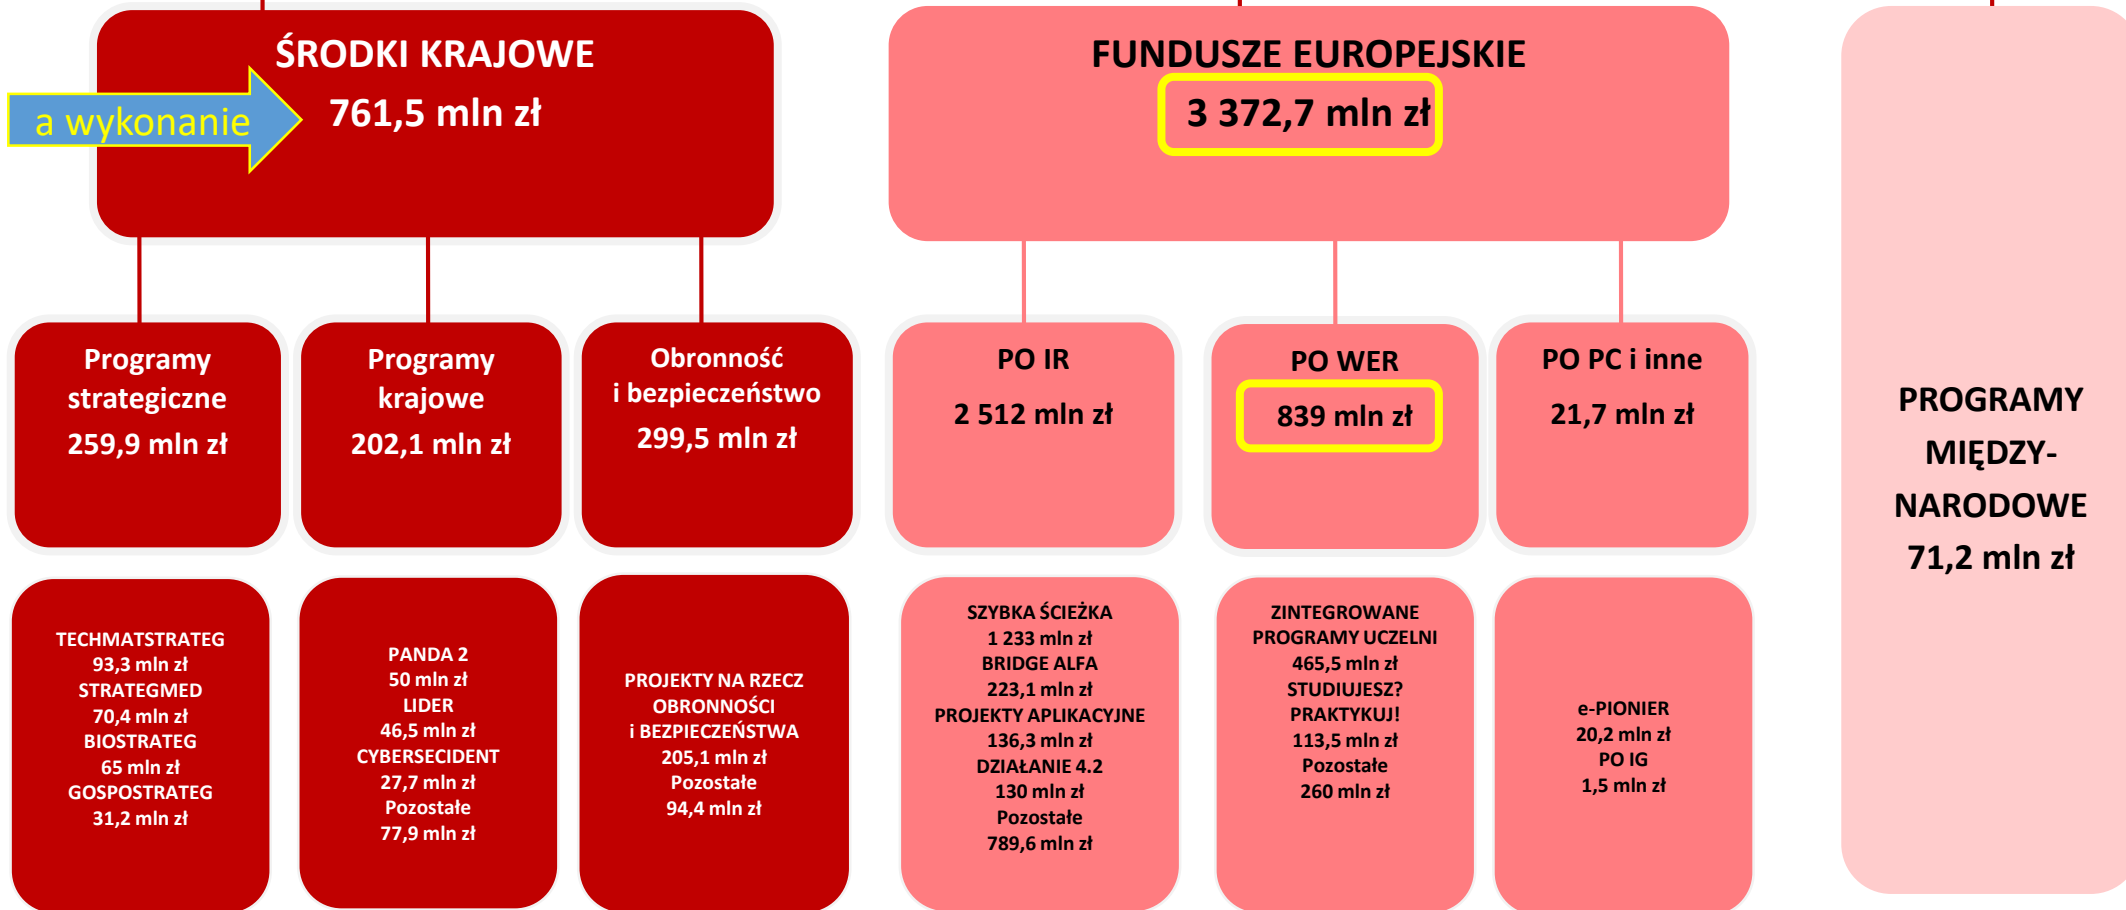 ŚRODKI KRAJOWE
761,5 mln zł
a wykonanie
FUNDUSZE EUROPEJSKIE
3 372,7 mln zł
Programy
strategiczne
259,9 mln zł
Programy
krajowe
202,1 mln zł
Obronność
i bezpieczeństwo
299,5 mln zł
PO IR
2 512 mln zł
PO WER
839 mln zł
PO PC i inne
21,7 mln zł
PROGRAMY
MIĘDZY-
NARODOWE
71,2 mln zł
TECHMATSTRATEG
93,3 mln zł
STRATEGMED
70,4 mln zł
BIOSTRATEG
65 mln zł
GOSPOSTRATEG
31,2 mln zł
PANDA 2
50 mln zł
LIDER
46,5 mln zł
CYBERSECIDENT
27,7 mln zł
Pozostałe
77,9 mln zł
PROJEKTY NA RZECZ
OBRONNOŚCI
i BEZPIECZEŃSTWA
205,1 mln zł
Pozostałe
94,4 mln zł
SZYBKA ŚCIEŻKA
1 233 mln zł
BRIDGE ALFA
223,1 mln zł
PROJEKTY APLIKACYJNE
136,3 mln zł
DZIAŁANIE 4.2
130 mln zł
Pozostałe
789,6 mln zł
ZINTEGROWANE
PROGRAMY UCZELNI
465,5 mln zł
STUDIUJESZ?
PRAKTYKUJ!
113,5 mln zł
Pozostałe
260 mln zł
e-PIONIER
20,2 mln zł
PO IG
1,5 mln zł